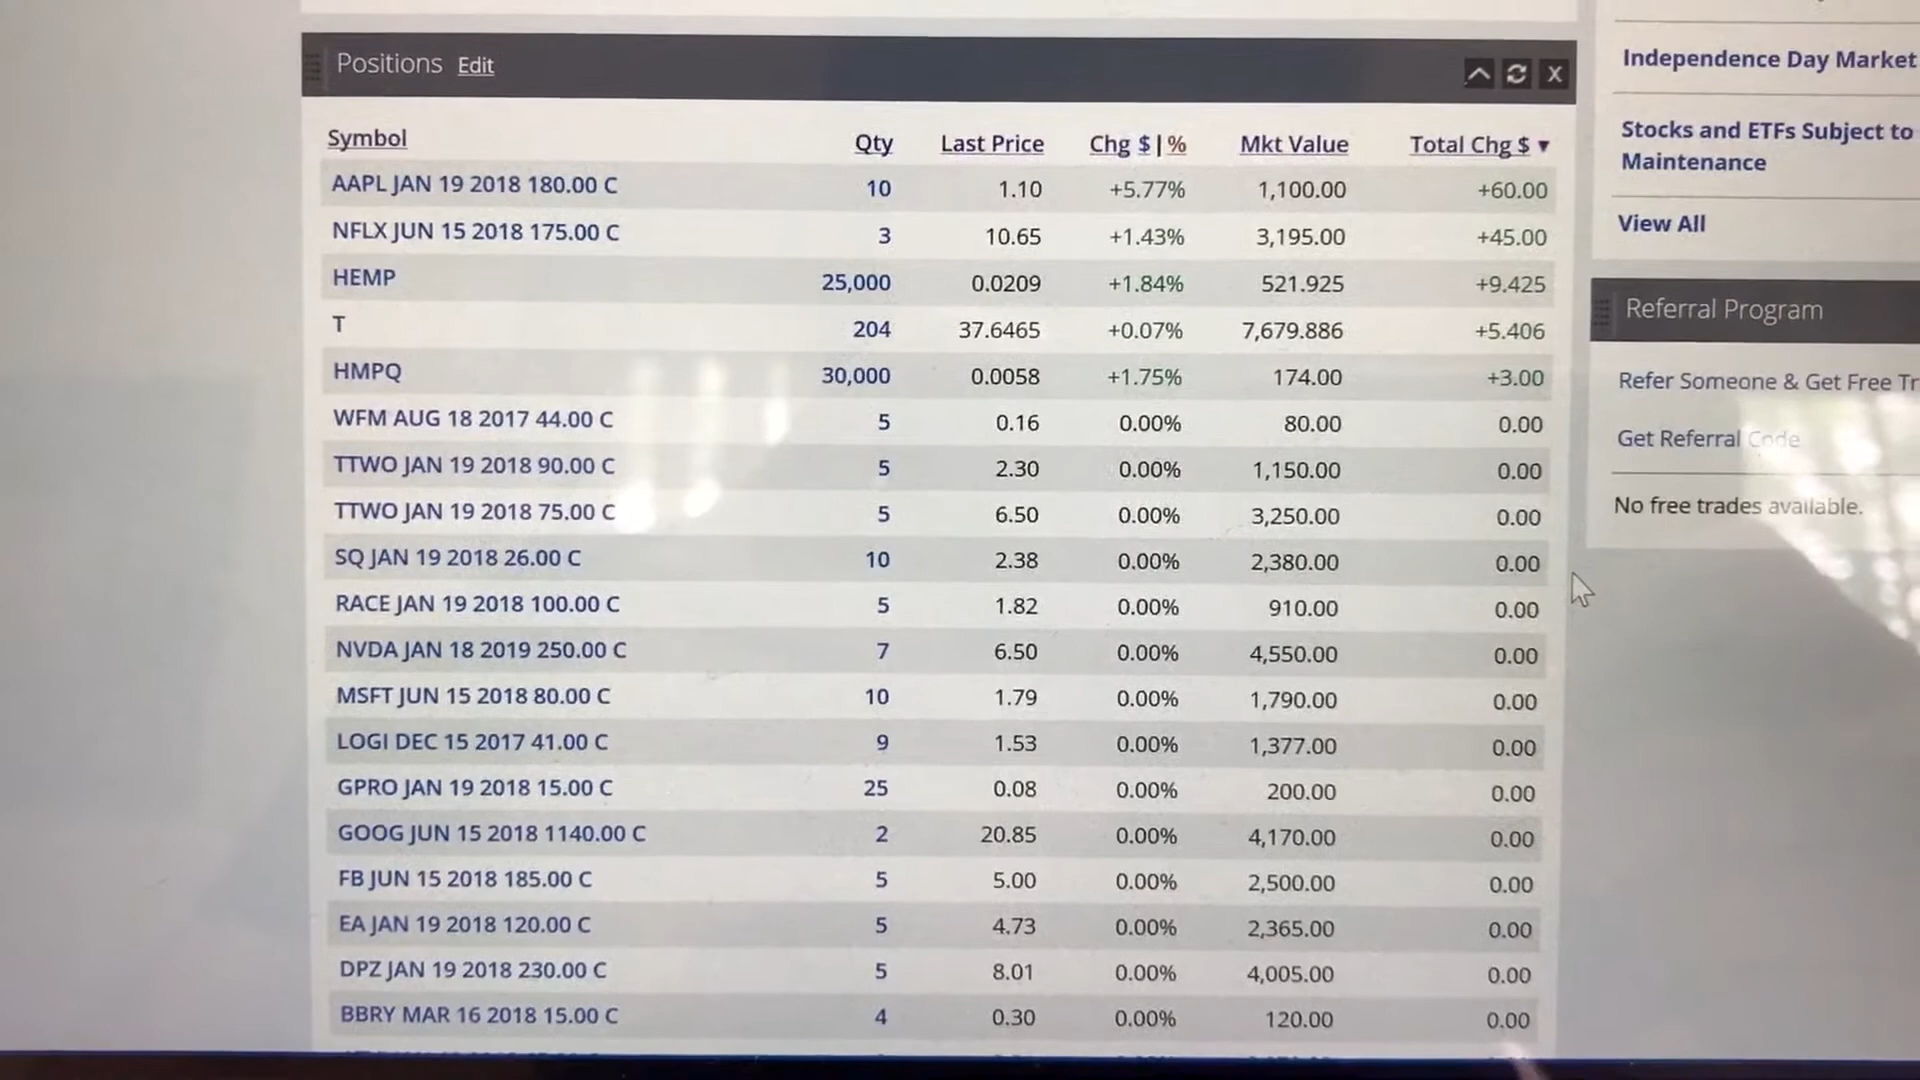 Positions Edit
Symbol Qty Last Price Chg $|% Mkt Value Total Chg $ ▼
AAPL JAN 19 2018 180.00 C 10 1.10 +5.77% 1,100.00 +60.00
NFLX JUN 15 2018 175.00 C 3 10.65 +1.43% 3,195.00 +45.00
HEMP 25,000 0.0209 +1.84% 521.925 +9.425
T 204 37.6465 +0.07% 7,679.886 +5.406
HMPQ 30,000 0.0058 +1.75% 174.00 +3.00
WFM AUG 18 2017 44.00 C 5 0.16 0.00% 80.00 0.00
TTWO JAN 19 2018 90.00 C 5 2.30 0.00% 1,150.00 0.00
TTWO JAN 19 2018 75.00 C 5 6.50 0.00% 3,250.00 0.00
SQ JAN 19 2018 26.00 C 10 2.38 0.00% 2,380.00 0.00
RACE JAN 19 2018 100.00 C 5 1.82 0.00% 910.00 0.00
NVDA JAN 18 2019 250.00 C 7 6.50 0.00% 4,550.00 0.00
MSFT JUN 15 2018 80.00 C 10 1.79 0.00% 1,790.00 0.00
LOGI DEC 15 2017 41.00 C 9 1.53 0.00% 1,377.00 0.00
GPRO JAN 19 2018 15.00 C 25 0.08 0.00% 200.00 0.00
GOOG JUN 15 2018 1140.00 C 2 20.85 0.00% 4,170.00 0.00
FB JUN 15 2018 185.00 C 5 5.00 0.00% 2,500.00 0.00
EA JAN 19 2018 120.00 C 5 4.73 0.00% 2,365.00 0.00
DPZ JAN 19 2018 230.00 C 5 8.01 0.00% 4,005.00 0.00
BBRY MAR 16 2018 15.00 C 4 0.30 0.00% 120.00 0.00
Independence Day Market
Stocks and ETFs Subject to
Maintenance
View All
Referral Program
Refer Someone & Get Free Tr
Get Referral Code
No free trades available.